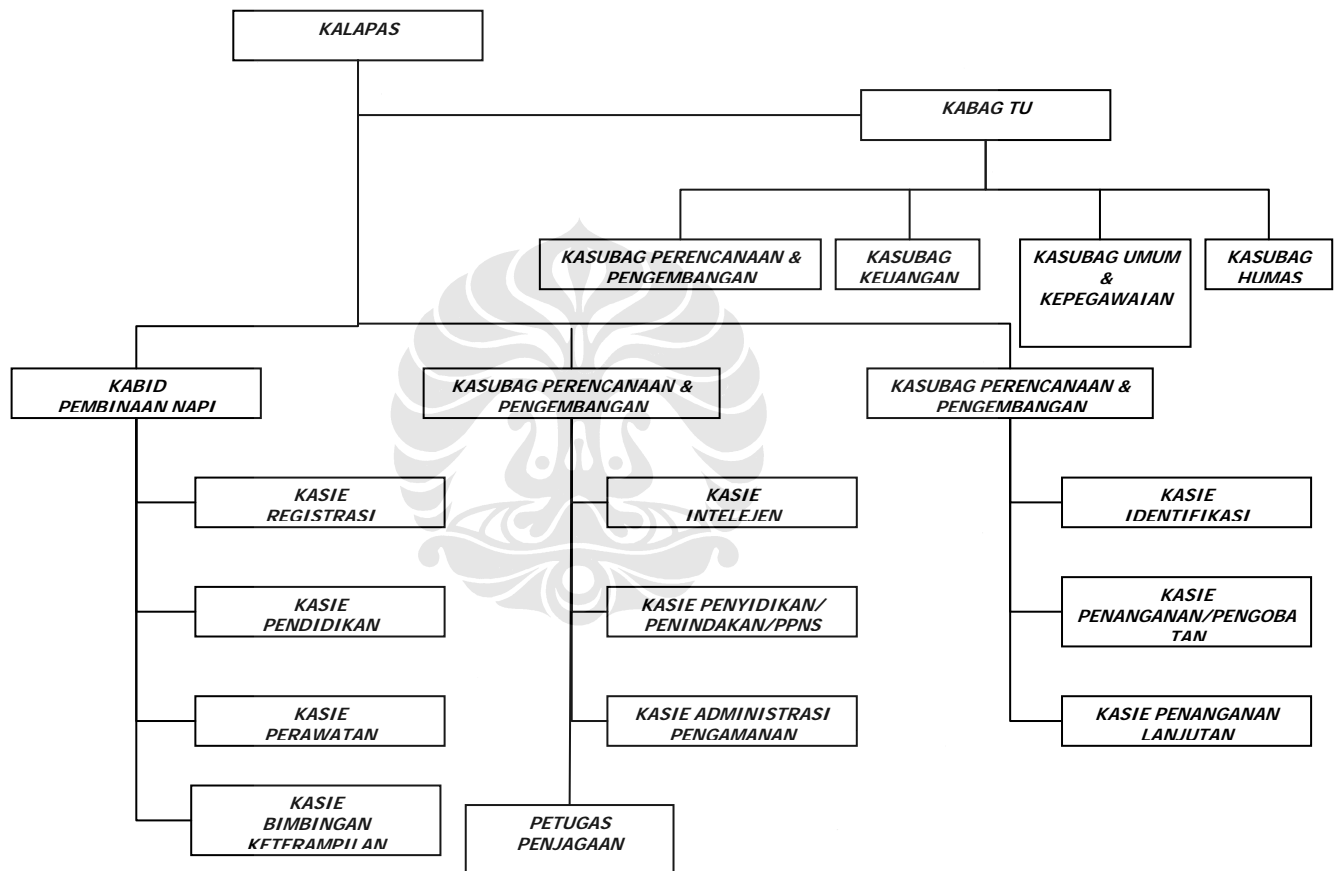 KALAPAS
KABAG TU
KASUBAG PERENCANAAN &
PENGEMBANGAN
KASUBAG
KEUANGAN
KASUBAG UMUM
&
KEPEGAWAIAN
KASUBAG
HUMAS
KABID
PEMBINAAN NAPI
KASUBAG PERENCANAAN &
PENGEMBANGAN
KASUBAG PERENCANAAN &
PENGEMBANGAN
KASIE
REGISTRASI
KASIE
INTELEJEN
KASIE
IDENTIFIKASI
KASIE
PENDIDIKAN
KASIE PENYIDIKAN/
PENINDAKAN/PPNS
KASIE
PENANGANAN/PENGOBA
TAN
KASIE
PERAWATAN
KASIE ADMINISTRASI
PENGAMANAN
KASIE PENANGANAN
LANJUTAN
KASIE
BIMBINGAN
KETERAMPILAN
PETUGAS
PENJAGAAN